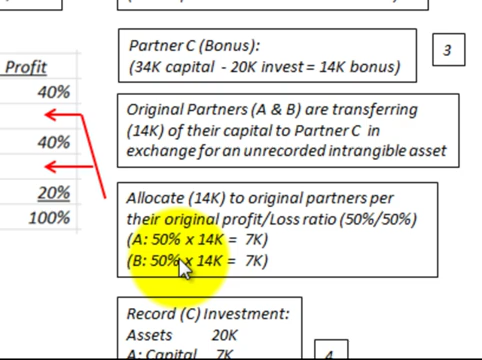 Profit
40%
40%
20%
100%
Partner C (Bonus):
(34K capital - 20K invest = 14K bonus)
3
Original Partners (A & B) are transferring
(14K) of their capital to Partner C in
exchange for an unrecorded intangible asset
Allocate (14K) to original partners per
their original profit/Loss ratio (50%/50%)
(A: 50% x 14K = 7K)
(B: 50% x 14K = 7K)
Record (C) Investment:
Assets 20K
A: Capital 7K
4